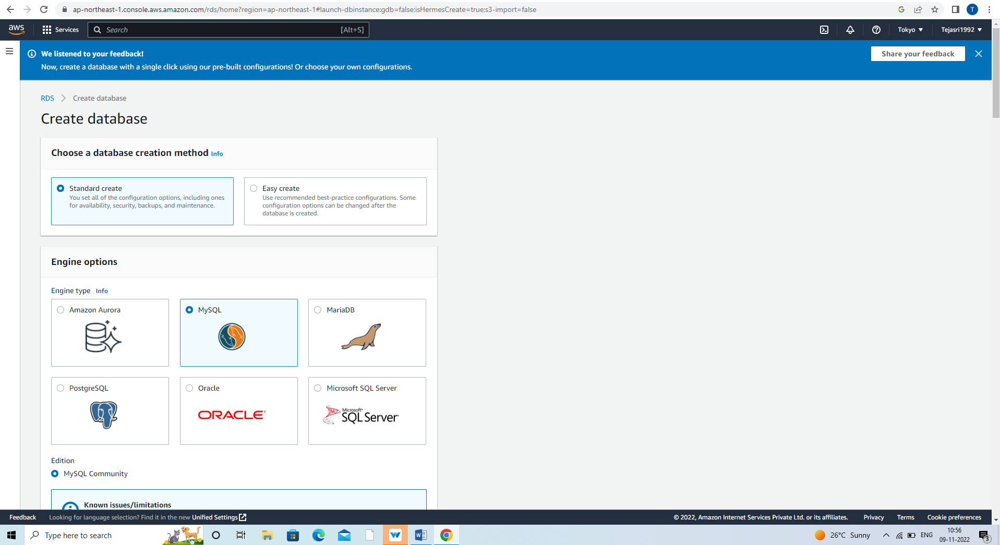 ap-northeast-1.console.aws.amazon.com/rds/home?region=ap-northeast-1#launch-dbinstance:gdb=false;isHermesCreate=true;s3-import=false
T
aws
Services
Search
[Alt+S]
Tokyo
Tejasri1992
We listened to your feedback!
Now, create a database with a single click using our pre-built configurations! Or choose your own configurations.
Share your feedback
RDS
Create database
Create database
Choose a database creation method Info
Standard create
You set all of the configuration options, including ones
for availability, security, backups, and maintenance.
Easy create
Use recommended best-practice configurations. Some
configuration options can be changed after the
database is created.
Engine options
Engine type Info
Amazon Aurora
MySQL
MariaDB
PostgreSQL
Oracle
ORACLE
Microsoft SQL Server
Microsoft
SQL Server
Edition
MySQL Community
Known issues/limitations
Feedback
Looking for language selection? Find it in the new Unified Settings
© 2022, Amazon Internet Services Private Ltd. or its affiliates.
Privacy
Terms
Cookie preferences
Type here to search
26°C Sunny
ENG
10:56
09-11-2022
3